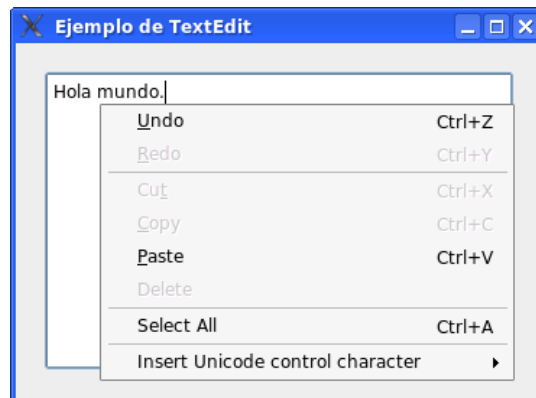 Ejemplo de TextEdit
Hola mundo.
Undo Ctrl+Z
Redo Ctrl+Y
Cut Ctrl+X
Copy Ctrl+C
Paste Ctrl+V
Delete
Select All Ctrl+A
Insert Unicode control character